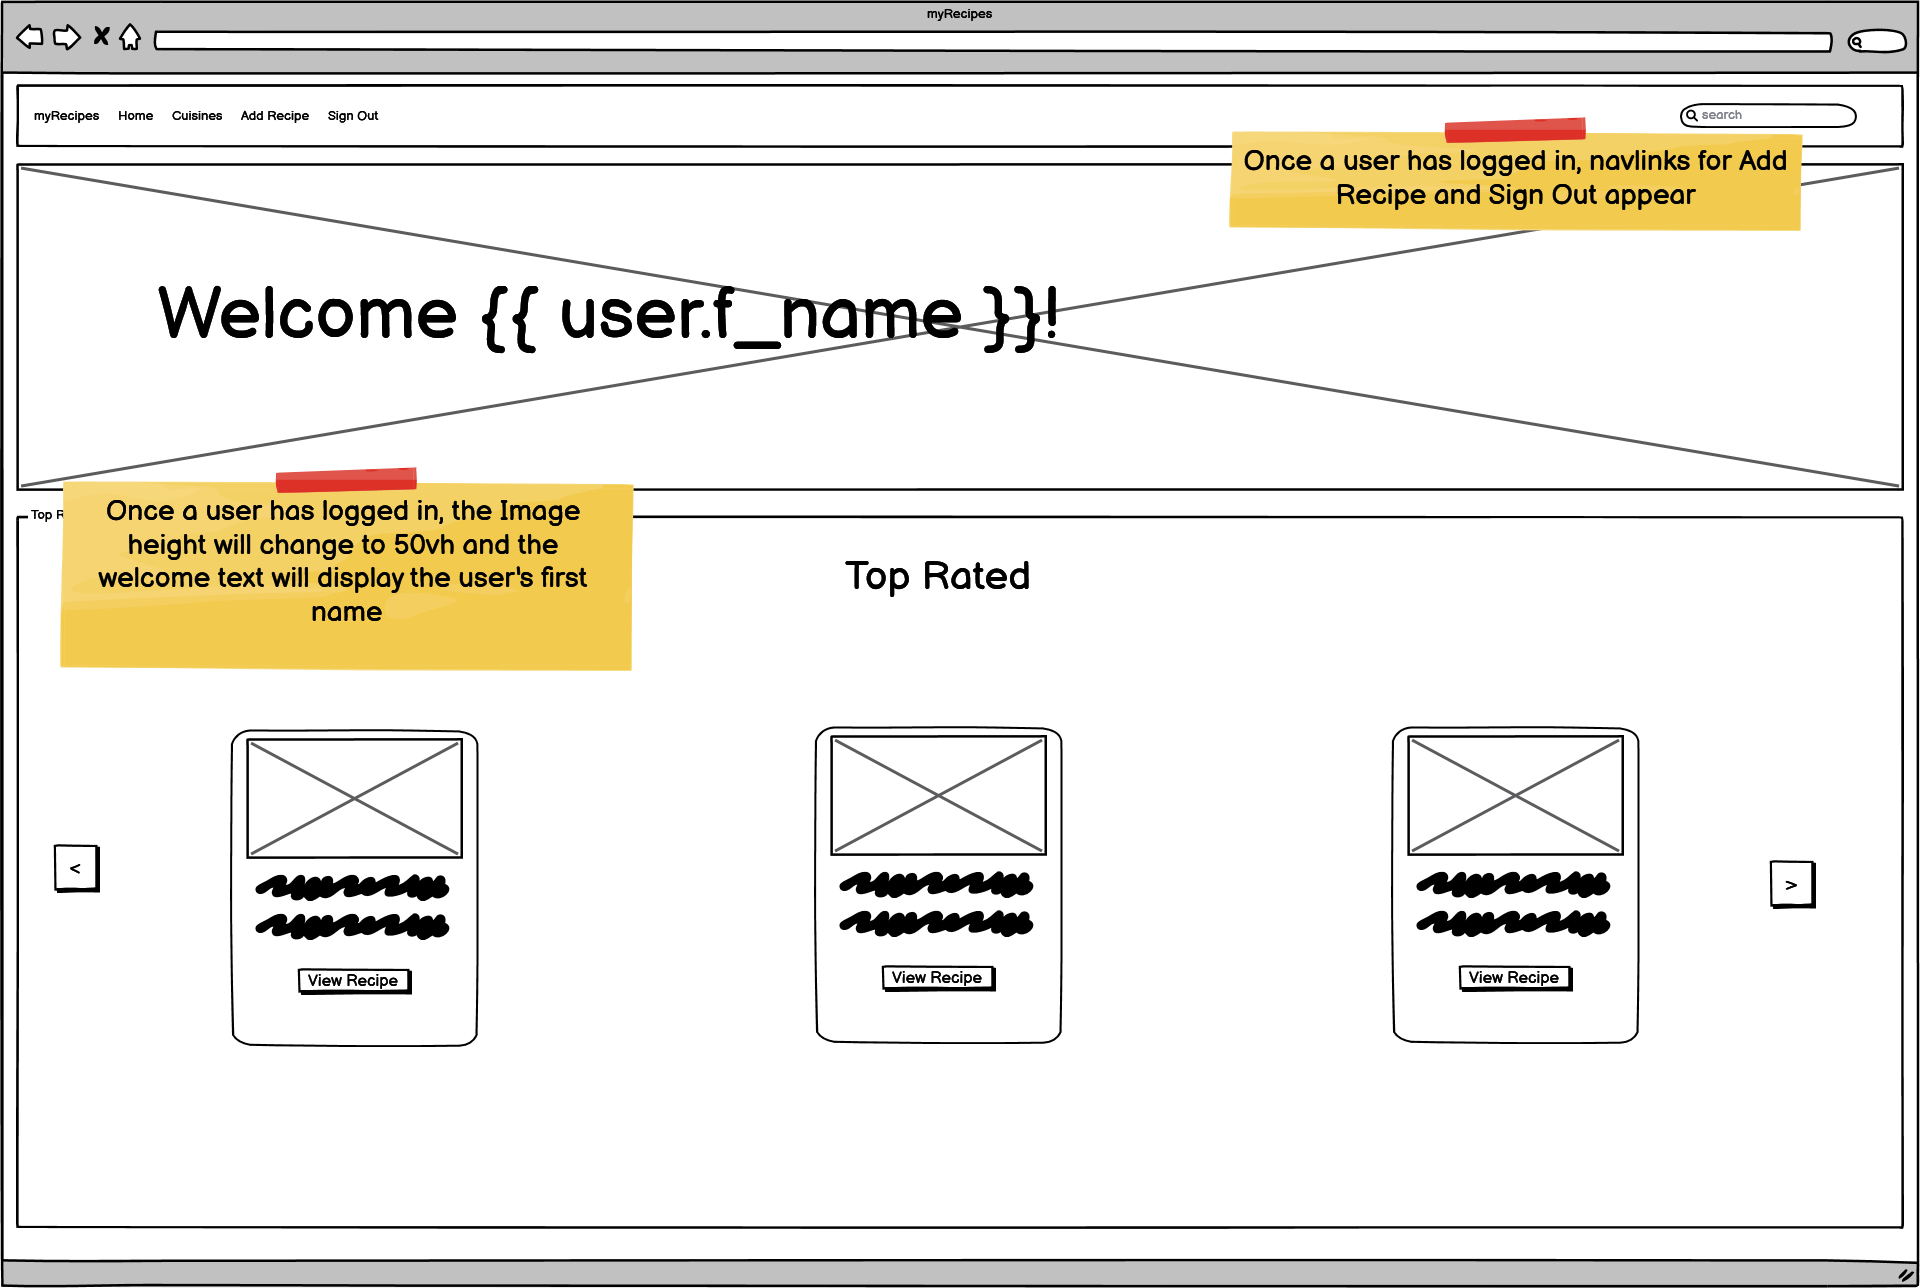 myRecipes
myRecipes Home Cuisines Add Recipe Sign Out
search
Once a user has logged in, navlinks for Add
Recipe and Sign Out appear
Welcome {{ user.f_name }}!
Top R
Once a user has logged in, the Image
height will change to 50vh and the
welcome text will display the user's first
name
Top Rated
<
>
View Recipe
View Recipe
View Recipe